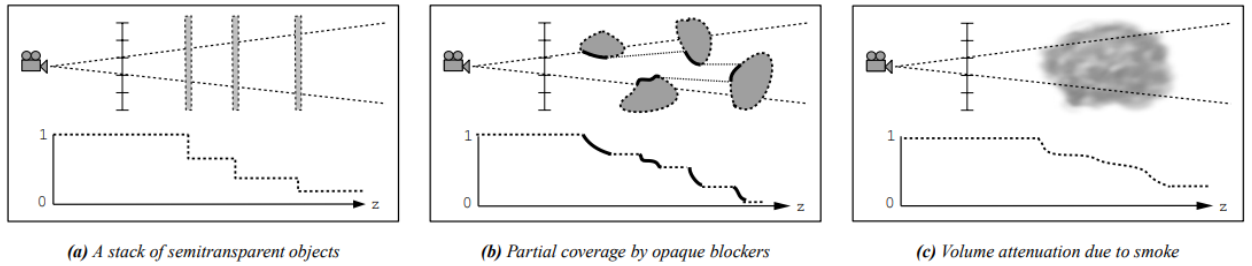 1
0
z
1
0
z
1
0
z
(a) A stack of semitransparent objects
(b) Partial coverage by opaque blockers
(c) Volume attenuation due to smoke